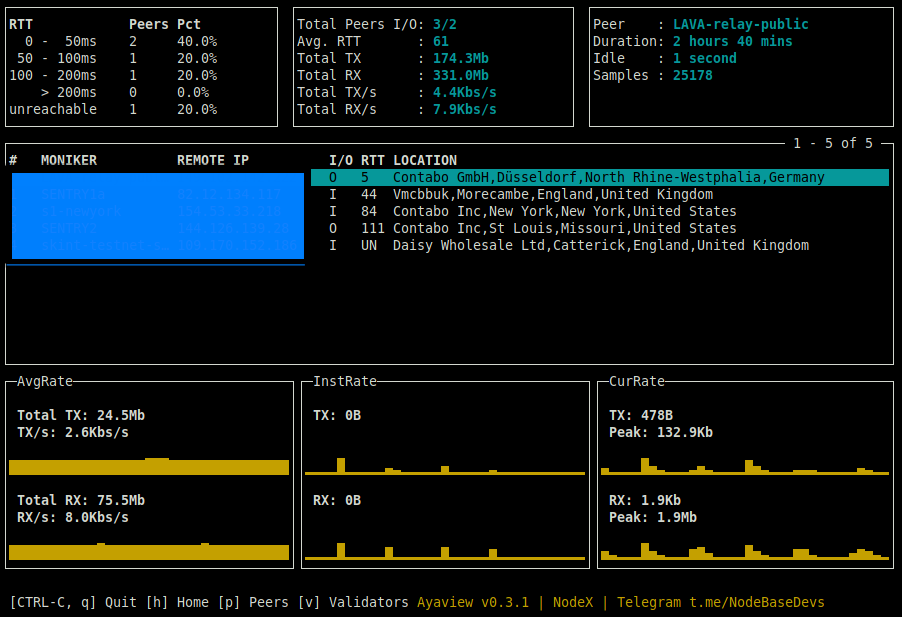 RTT Peers Pct
0 - 50ms 2 40.0%
50 - 100ms 1 20.0%
100 - 200ms 1 20.0%
> 200ms 0 0.0%
unreachable 1 20.0%
Total Peers I/O: 3/2
Avg. RTT : 61
Total TX : 174.3Mb
Total RX : 331.0Mb
Total TX/s : 4.4Kbs/s
Total RX/s : 7.9Kbs/s
Peer : LAVA-relay-public
Duration: 2 hours 40 mins
Idle : 1 second
Samples : 25178
1 - 5 of 5
# MONIKER REMOTE IP I/O RTT LOCATION
O 5 Contabo GmbH,Düsseldorf,North Rhine-Westphalia,Germany
I 44 Vmcbbuk,Morecambe,England,United Kingdom
I 84 Contabo Inc,New York,New York,United States
O 111 Contabo Inc,St Louis,Missouri,United States
I UN Daisy Wholesale Ltd,Catterick,England,United Kingdom
AvgRate
Total TX: 24.5Mb
TX/s: 2.6Kbs/s
Total RX: 75.5Mb
RX/s: 8.0Kbs/s
InstRate
TX: 0B
RX: 0B
CurRate
TX: 478B
Peak: 132.9Kb
RX: 1.9Kb
Peak: 1.9Mb
[CTRL-C, q] Quit [h] Home [p] Peers [v] Validators Ayaview v0.3.1 | NodeX | Telegram t.me/NodeBaseDevs